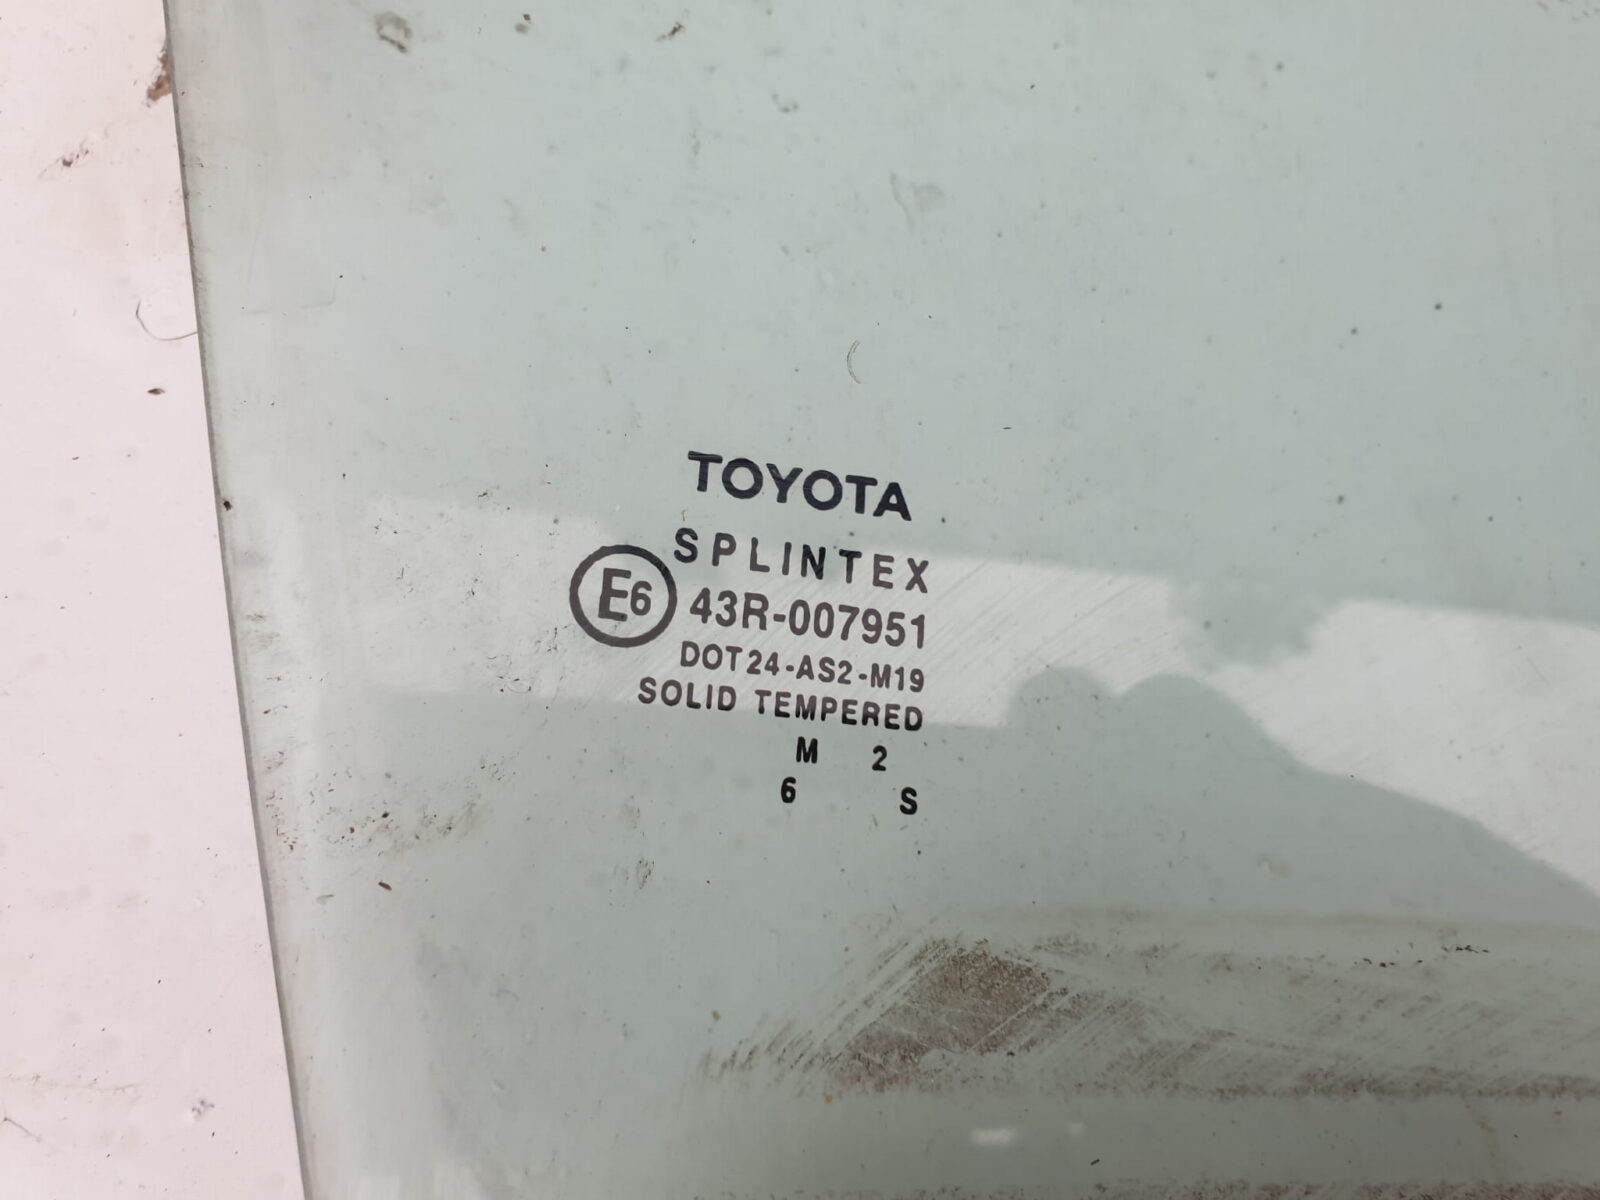 TOYOTA
SPLINTEX
E6 43R-007951
DOT24-AS2-M19
SOLID TEMPERED
M 2
6 S